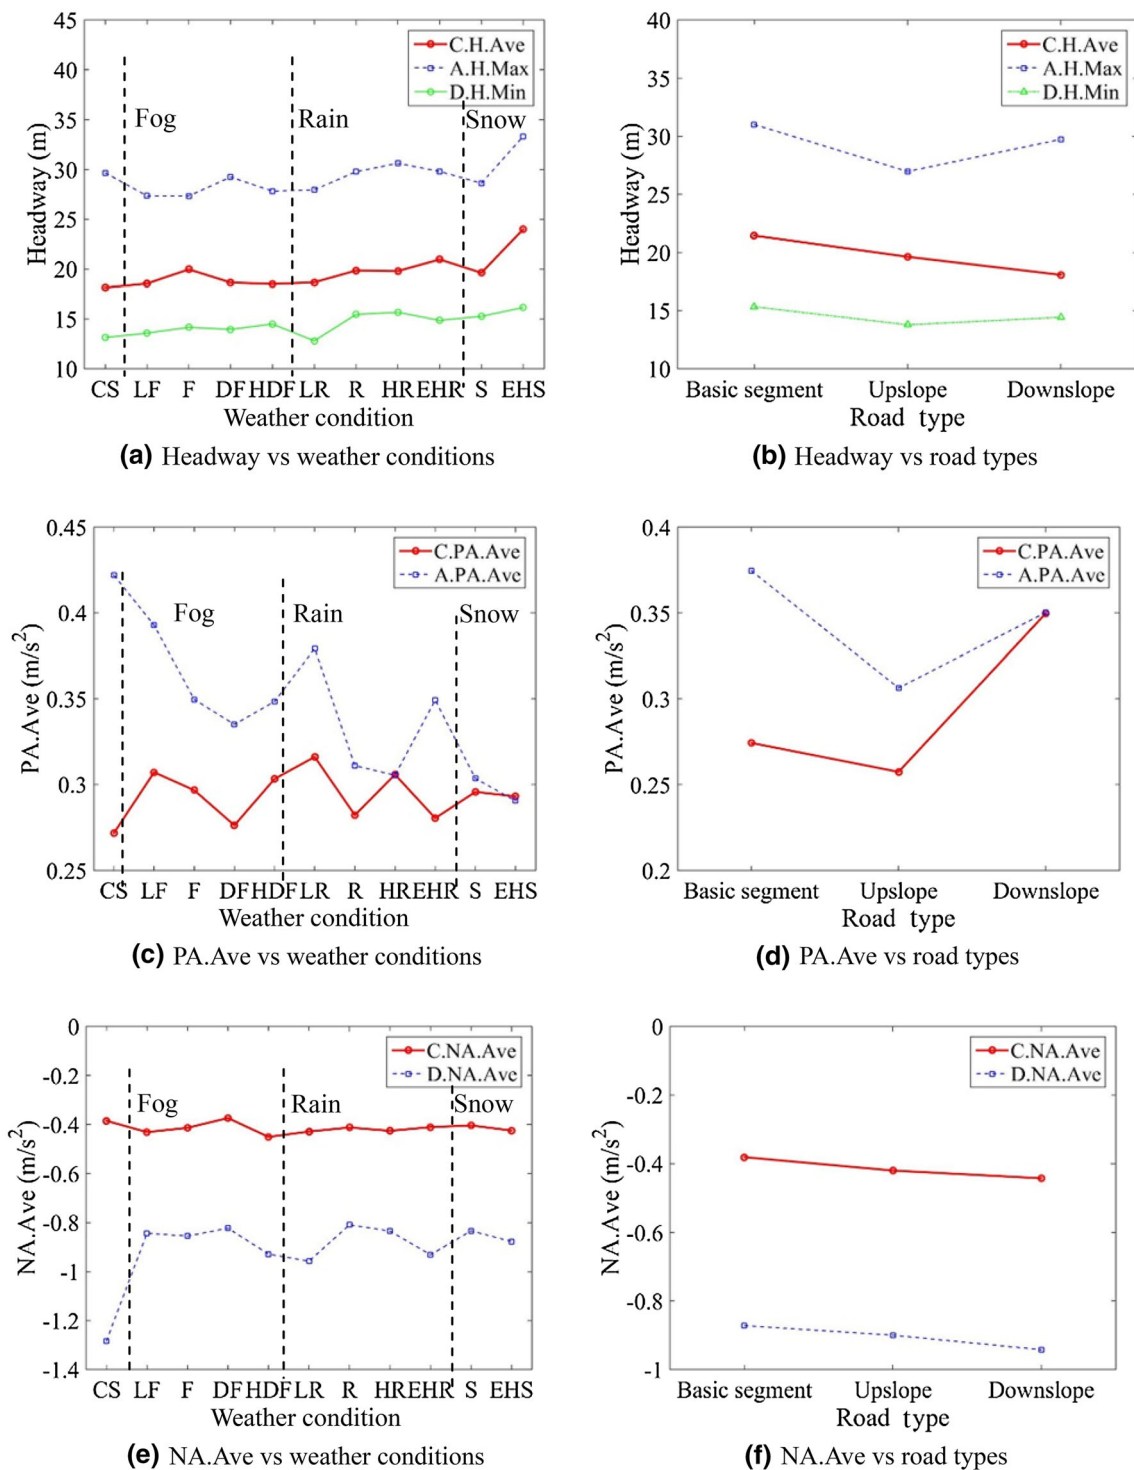 45
40
35
30
25
20
15
10
Headway (m)
C.H.Ave
A.H.Max
D.H.Min
Fog
Rain
Snow
CS LF F DF HDF LR R HR EHR S EHS
Weather condition
(a) Headway vs weather conditions
40
35
30
25
20
15
10
Headway (m)
C.H.Ave
A.H.Max
D.H.Min
Basic segment Upslope Downslope
Road type
(b) Headway vs road types
0.45
0.4
0.35
0.3
0.25
PA.Ave (m/s²)
C.PA.Ave
A.PA.Ave
Fog
Rain
Snow
CS LF F DF HDF LR R HR EHR S EHS
Weather condition
(c) PA.Ave vs weather conditions
0.4
0.35
0.3
0.25
0.2
PA.Ave (m/s²)
C.PA.Ave
A.PA.Ave
Basic segment Upslope Downslope
Road type
(d) PA.Ave vs road types
0
-0.2
-0.4
-0.6
-0.8
-1
-1.2
-1.4
NA.Ave (m/s²)
C.NA.Ave
D.NA.Ave
Fog
Rain
Snow
CS LF F DF HDF LR R HR EHR S EHS
Weather condition
(e) NA.Ave vs weather conditions
0
-0.2
-0.4
-0.6
-0.8
-1
NA.Ave (m/s²)
C.NA.Ave
D.NA.Ave
Basic segment Upslope Downslope
Road type
(f) NA.Ave vs road types